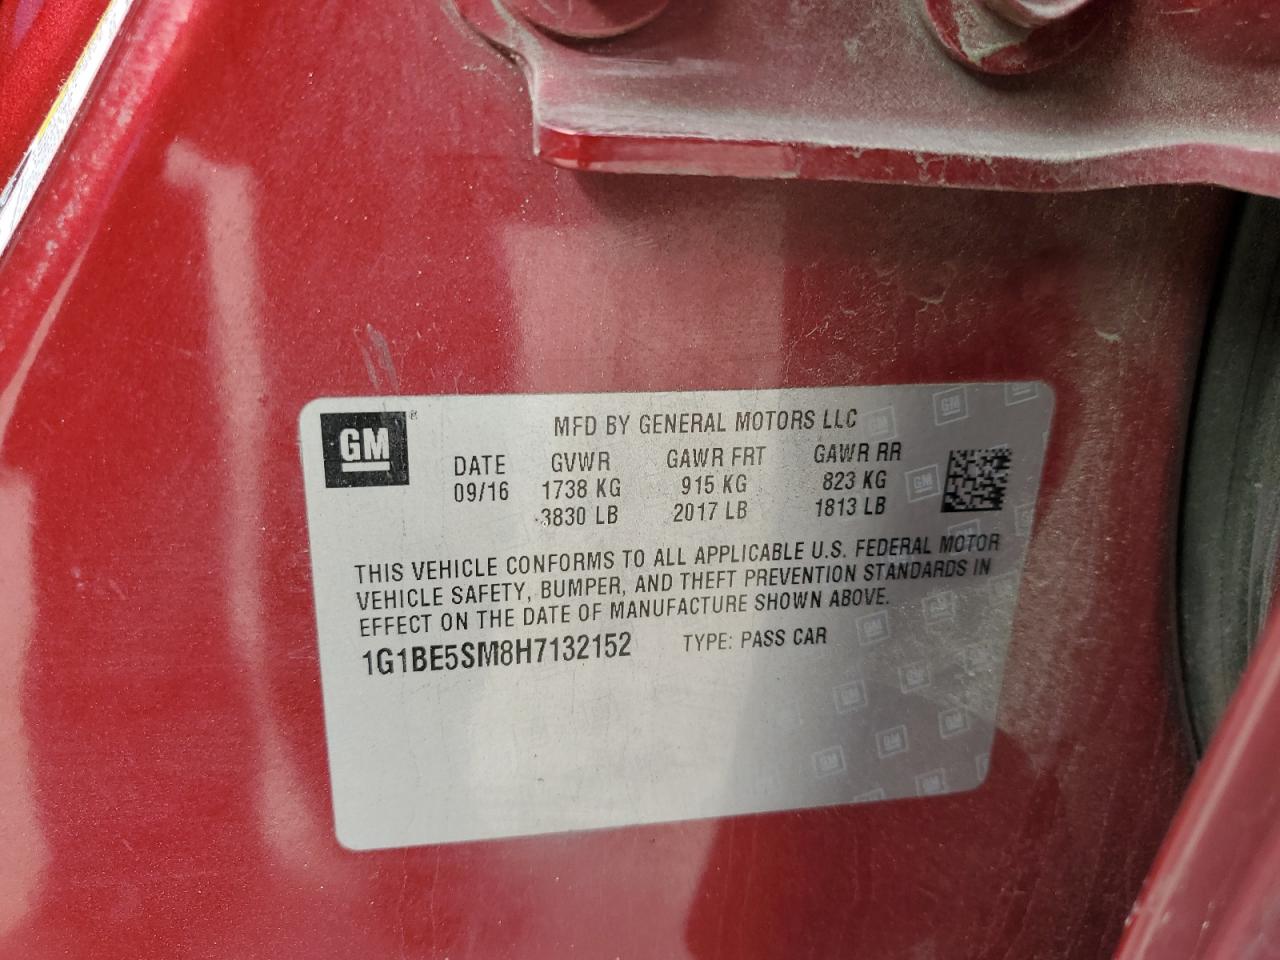 GM
MFD BY GENERAL MOTORS LLC
DATE GVWR GAWR FRT GAWR RR
09/16 1738 KG 915 KG 823 KG
3830 LB 2017 LB 1813 LB
THIS VEHICLE CONFORMS TO ALL APPLICABLE U.S. FEDERAL MOTOR
VEHICLE SAFETY, BUMPER, AND THEFT PREVENTION STANDARDS IN
EFFECT ON THE DATE OF MANUFACTURE SHOWN ABOVE.
1G1BE5SM8H7132152 TYPE: PASS CAR